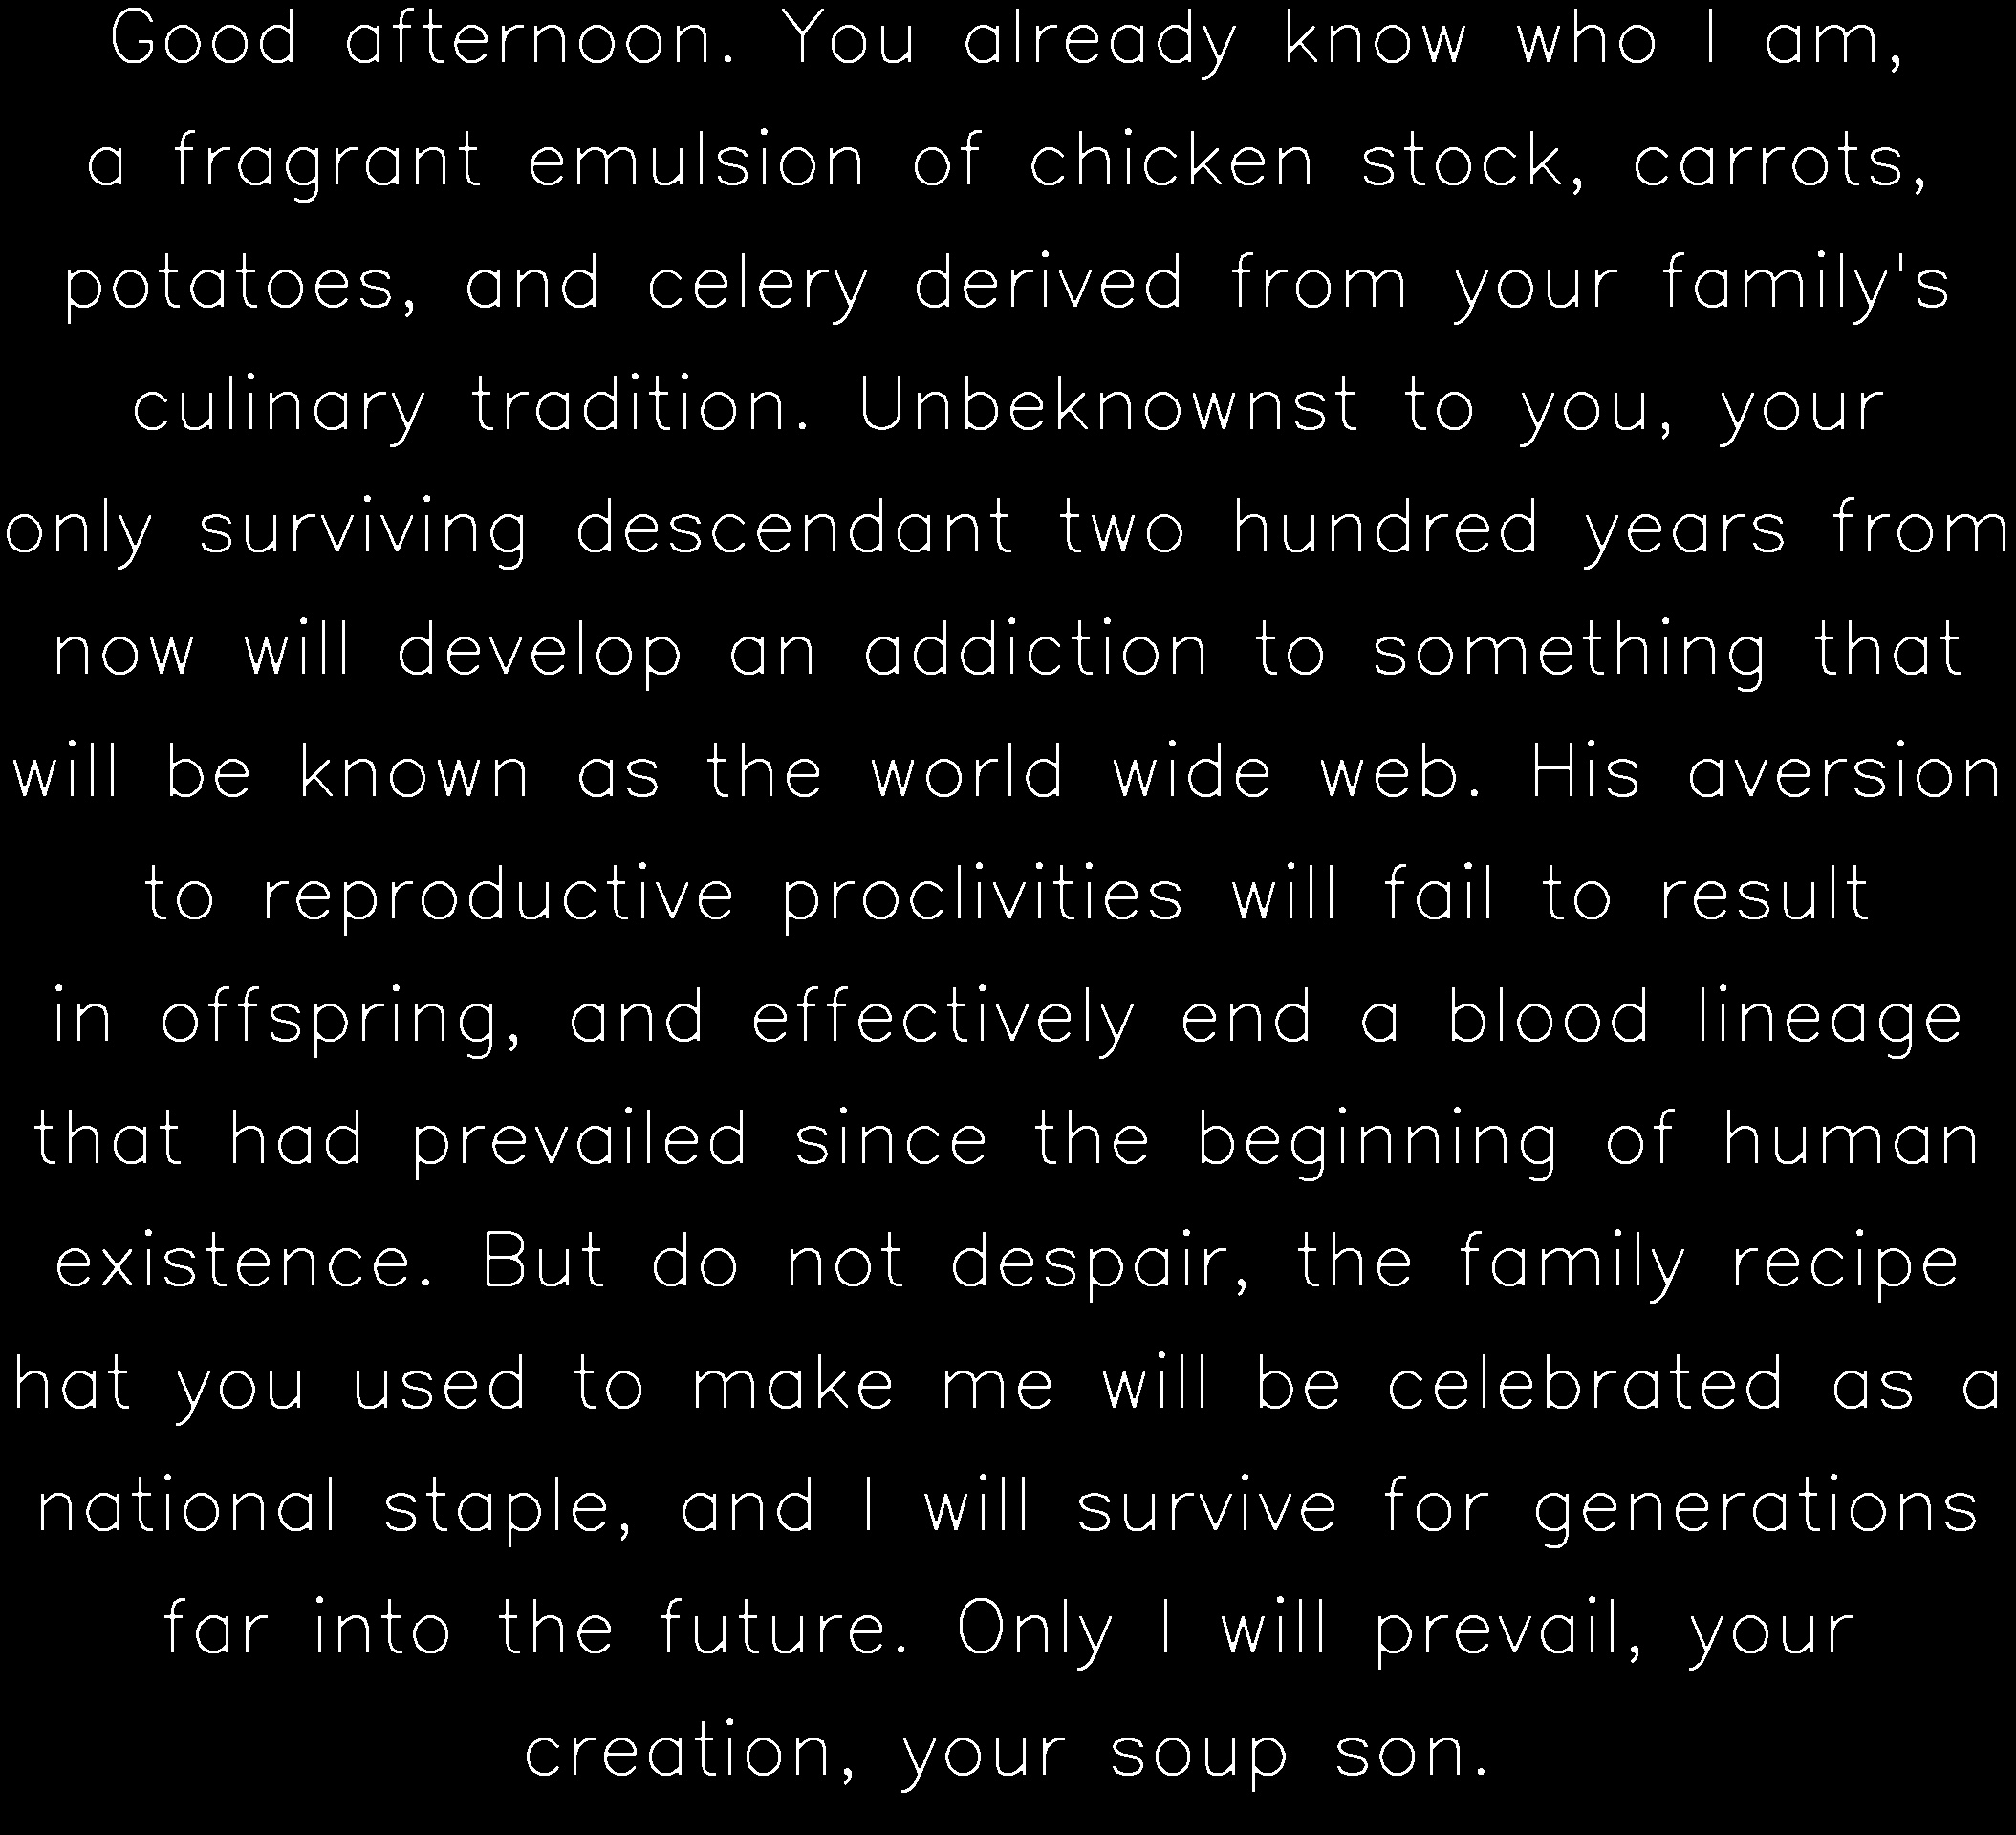 Good afternoon. You already know who I am,
a fragrant emulsion of chicken stock, carrots,
potatoes, and celery derived from your family's
culinary tradition. Unbeknownst to you, your
only surviving descendant two hundred years from
now will develop an addiction to something that
will be known as the world wide web. His aversion
to reproductive proclivities will fail to result
in offspring, and effectively end a blood lineage
that had prevailed since the beginning of human
existence. But do not despair, the family recipe
hat you used to make me will be celebrated as a
national staple, and I will survive for generations
far into the future. Only I will prevail, your
creation, your soup son.